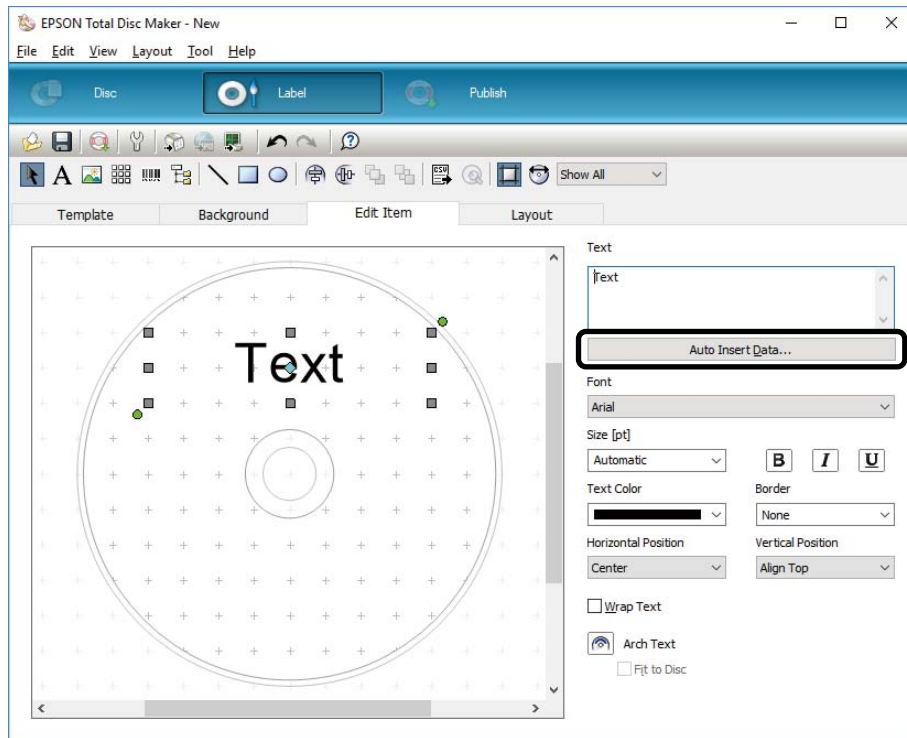 EPSON Total Disc Maker - New
File Edit View Layout Tool Help
Disc Label Publish
A CSV Show All
Template Background Edit Item Layout
Text
Text
Text
Auto Insert Data...
Font
Arial
Size [pt]
Automatic B I U
Text Color Border
None
Horizontal Position Vertical Position
Center Align Top
Wrap Text
Arch Text
Fit to Disc